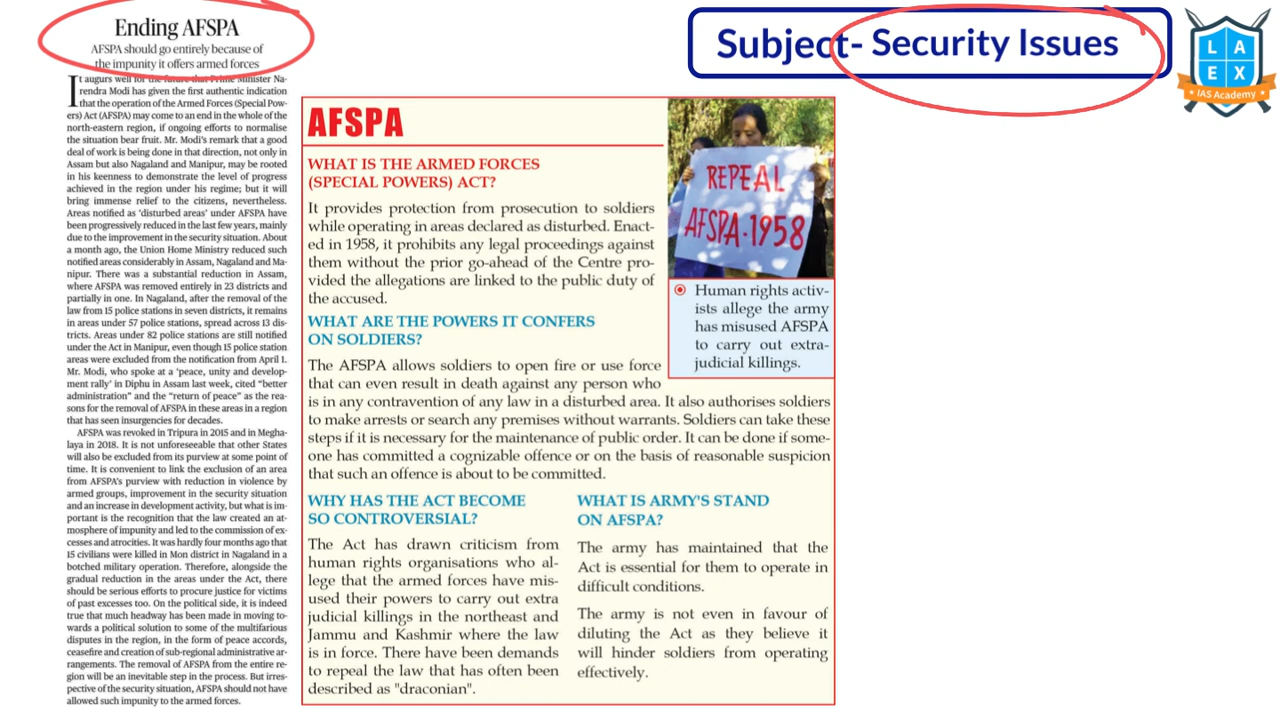 Ending AFSPA
AFSPA should go entirely because of
the impunity it offers armed forces
It augurs well for the future that Prime Minister Na-
rendra Modi has given the first authentic indication
that the operation of the Armed Forces (Special Pow-
ers) Act (AFSPA) may come to an end in the whole of the
north-eastern region, if ongoing efforts to normalise
the situation bear fruit. Mr. Modi's remark that a good
deal of work is being done in that direction, not only in
Assam but also Nagaland and Manipur, may be rooted
in his keenness to demonstrate the level of progress
achieved in the region under his regime; but it will
bring immense relief to the citizens, nevertheless.
Areas notified as 'disturbed areas' under AFSPA have
been progressively reduced in the last few years, mainly
due to the improvement in the security situation. About
a month ago, the Union Home Ministry reduced such
notified areas considerably in Assam, Nagaland and Ma-
nipur. There was a substantial reduction in Assam,
where AFSPA was removed entirely in 23 districts and
partially in one. In Nagaland, after the removal of the
law from 15 police stations in seven districts, it remains
in areas under 57 police stations, spread across 13 dis-
tricts. Areas under 82 police stations are still notified
under the Act in Manipur, even though 15 police station
areas were excluded from the notification from April 1.
Mr. Modi, who spoke at a 'peace, unity and develop-
ment rally' in Diphu in Assam last week, cited "better
administration" and the "return of peace" as the rea-
sons for the removal of AFSPA in these areas in a region
that has seen insurgencies for decades.
AFSPA was revoked in Tripura in 2015 and in Megha-
laya in 2018. It is not unforeseeable that other States
will also be excluded from its purview at some point of
time. It is convenient to link the exclusion of an area
from AFSPA's purview with reduction in violence by
armed groups, improvement in the security situation
and an increase in development activity, but what is im-
portant is the recognition that the law created an at-
mosphere of impunity and led to the commission of ex-
cesses and atrocities. It was hardly four months ago that
15 civilians were killed in Mon district in Nagaland in a
botched military operation. Therefore, alongside the
gradual reduction in the areas under the Act, there
should be serious efforts to procure justice for victims
of past excesses too. On the political side, it is indeed
true that much headway has been made in moving to-
wards a political solution to some of the multifarious
disputes in the region, in the form of peace accords,
ceasefire and creation of sub-regional administrative ar-
rangements. The removal of AFSPA from the entire re-
gion will be an inevitable step in the process. But irres-
pective of the security situation, AFSPA should not have
allowed such impunity to the armed forces.
Subject- Security Issues
L A
E X
IAS Academy
AFSPA
WHAT IS THE ARMED FORCES
(SPECIAL POWERS) ACT?
It provides protection from prosecution to soldiers
while operating in areas declared as disturbed. Enact-
ed in 1958, it prohibits any legal proceedings against
them without the prior go-ahead of the Centre pro-
vided the allegations are linked to the public duty of
the accused.
REPEAL
AFSPA-1958
Human rights activ-
ists allege the army
has misused AFSPA
to carry out extra-
judicial killings.
WHAT ARE THE POWERS IT CONFERS
ON SOLDIERS?
The AFSPA allows soldiers to open fire or use force
that can even result in death against any person who
is in any contravention of any law in a disturbed area. It also authorises soldiers
to make arrests or search any premises without warrants. Soldiers can take these
steps if it is necessary for the maintenance of public order. It can be done if some-
one has committed a cognizable offence or on the basis of reasonable suspicion
that such an offence is about to be committed.
WHY HAS THE ACT BECOME
SO CONTROVERSIAL?
The Act has drawn criticism from
human rights organisations who al-
lege that the armed forces have mis-
used their powers to carry out extra
judicial killings in the northeast and
Jammu and Kashmir where the law
is in force. There have been demands
to repeal the law that has often been
described as "draconian".
WHAT IS ARMY'S STAND
ON AFSPA?
The army has maintained that the
Act is essential for them to operate in
difficult conditions.
The army is not even in favour of
diluting the Act as they believe it
will hinder soldiers from operating
effectively.